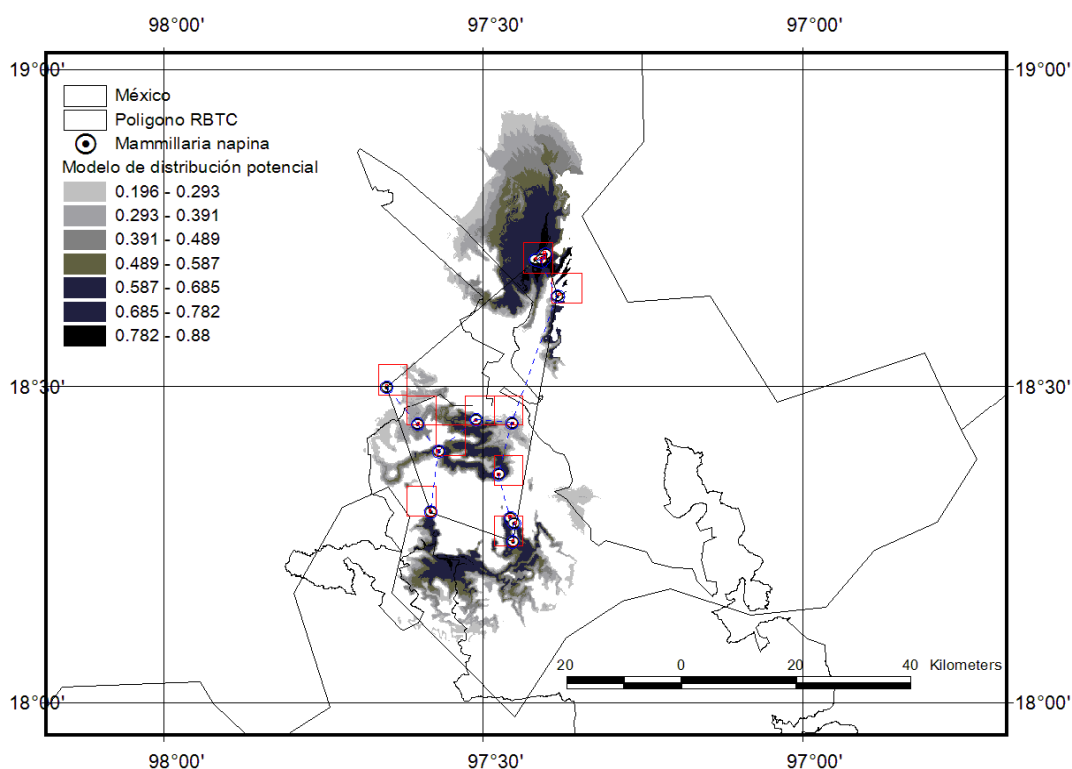 98°00'
97°30'
97°00'
19°00'
19°00'
México
Poligono RBTC
Mammillaria napina
Modelo de distribución potencial
0.196 - 0.293
0.293 - 0.391
0.391 - 0.489
0.489 - 0.587
0.587 - 0.685
0.685 - 0.782
0.782 - 0.88
18°30'
18°30'
20 0 20 40 Kilometers
18°00'
18°00'
98°00'
97°30'
97°00'